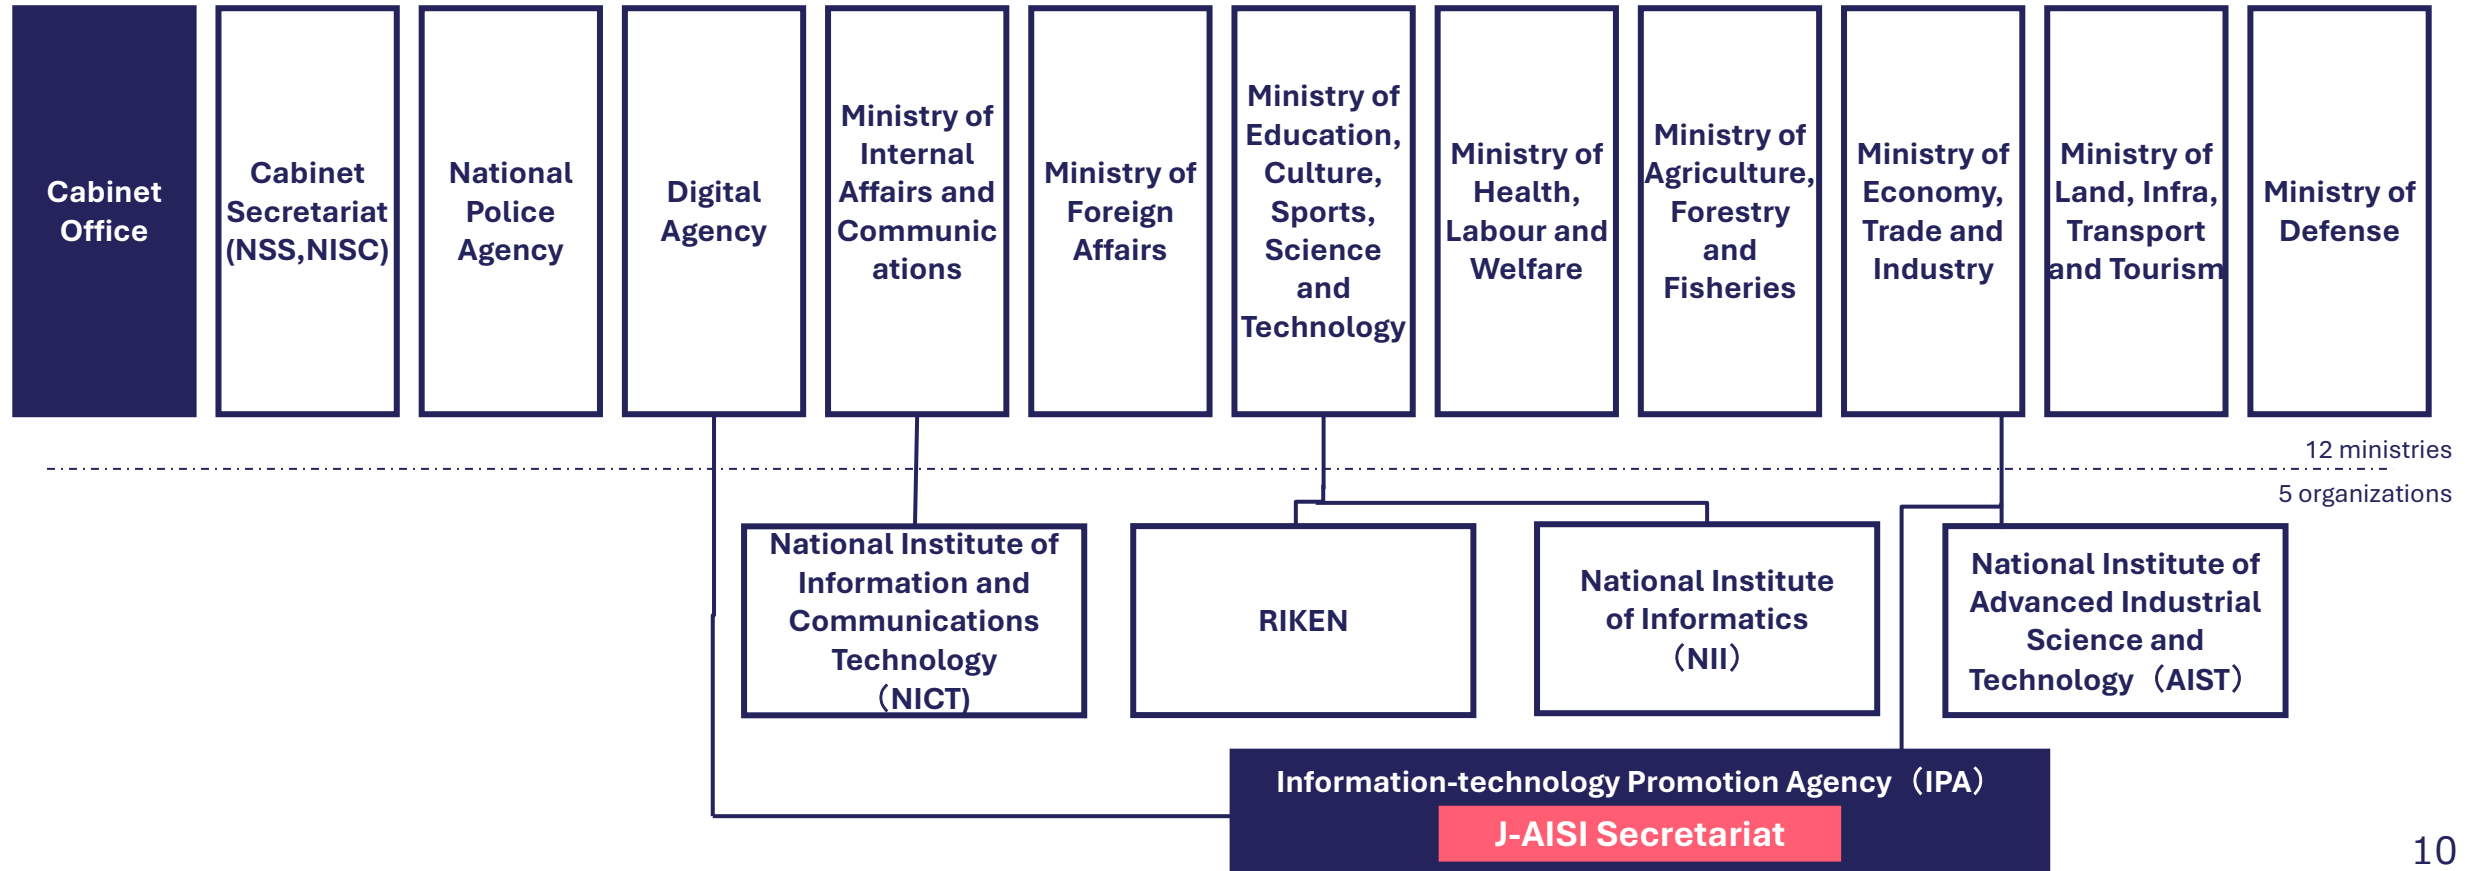 Cabinet
Office
Cabinet
Secretariat
(NSS,NISC)
National
Police
Agency
Digital
Agency
Ministry of
Internal
Affairs and
Communic
ations
Ministry of
Foreign
Affairs
Ministry of
Education,
Culture,
Sports,
Science
and
Technology
Ministry of
Health,
Labour and
Welfare
Ministry of
Agriculture,
Forestry
and
Fisheries
Ministry of
Economy,
Trade and
Industry
Ministry of
Land, Infra,
Transport
and Tourism
Ministry of
Defense
12 ministries
5 organizations
National Institute of
Information and
Communications
Technology
（NICT)
RIKEN
National Institute
of Informatics
（NII）
National Institute of
Advanced Industrial
Science and
Technology（AIST）
Information-technology Promotion Agency（IPA）
J-AISI Secretariat
10